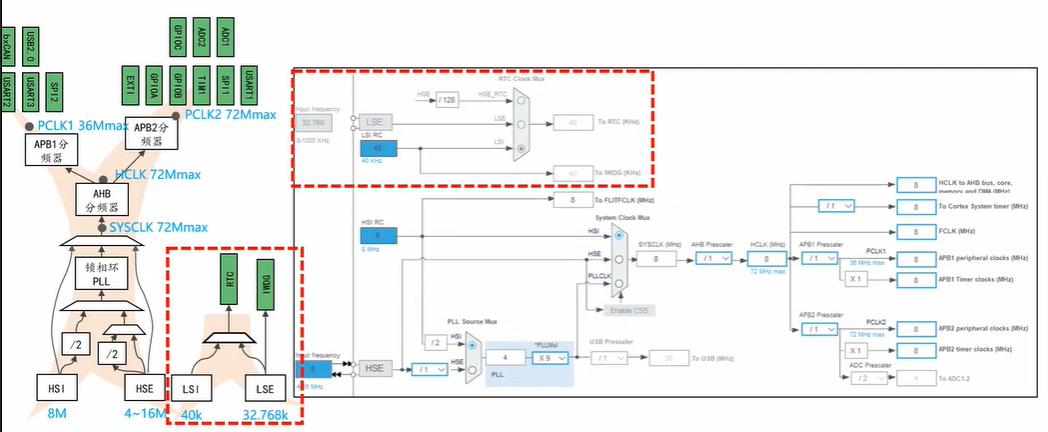 bxCAN
USB2.0
GPIOC
ADC2
ADC1
USART2
USART3
SPI2
EXTI
GPIOA
GPIOB
TIM1
SPI1
USART1
PCLK1 36Mmax
PCLK2 72Mmax
APB1分
频器
APB2分
频器
HCLK 72Mmax
AHB
分频器
SYSCLK 72Mmax
锁相环
PLL
/2
/2
HSI
HSE
8M
4~16M
RTC
IWDG
LSI
LSE
40k
32.768k
RTC Clock Mux
HSE
/ 128
HSE_RTC
Input frequency
32.768
0-1000 KHz
LSE
LSE
40
To RTC (KHz)
LSI RC
40
40 KHz
LSI
40
To IWDG (KHz)
8
To FLITFCLK (MHz)
System Clock Mux
HSI RC
8
8 MHz
HSI
HSE
PLLCLK
SYSCLK (MHz)
8
AHB Prescaler
/ 1
HCLK (MHz)
8
72 MHz max
Enable CSS
8
HCLK to AHB bus, core,
memory and DMA (MHz)
/ 1
8
To Cortex System timer (MHz)
8
FCLK (MHz)
APB1 Prescaler
/ 1
PCLK1
36 MHz max
8
APB1 peripheral clocks (MHz)
X 1
8
APB1 Timer clocks (MHz)
APB2 Prescaler
/ 1
PCLK2
72 MHz max
8
APB2 peripheral clocks (MHz)
X 1
8
APB2 timer clocks (MHz)
ADC Prescaler
/ 2
4
To ADC1,2
PLL Source Mux
HSI
/ 2
HSE
Input frequency
8
HSE
/ 1
4
*PLLMul
X 9
PLL
USB Prescaler
/ 1
36
To USB (MHz)